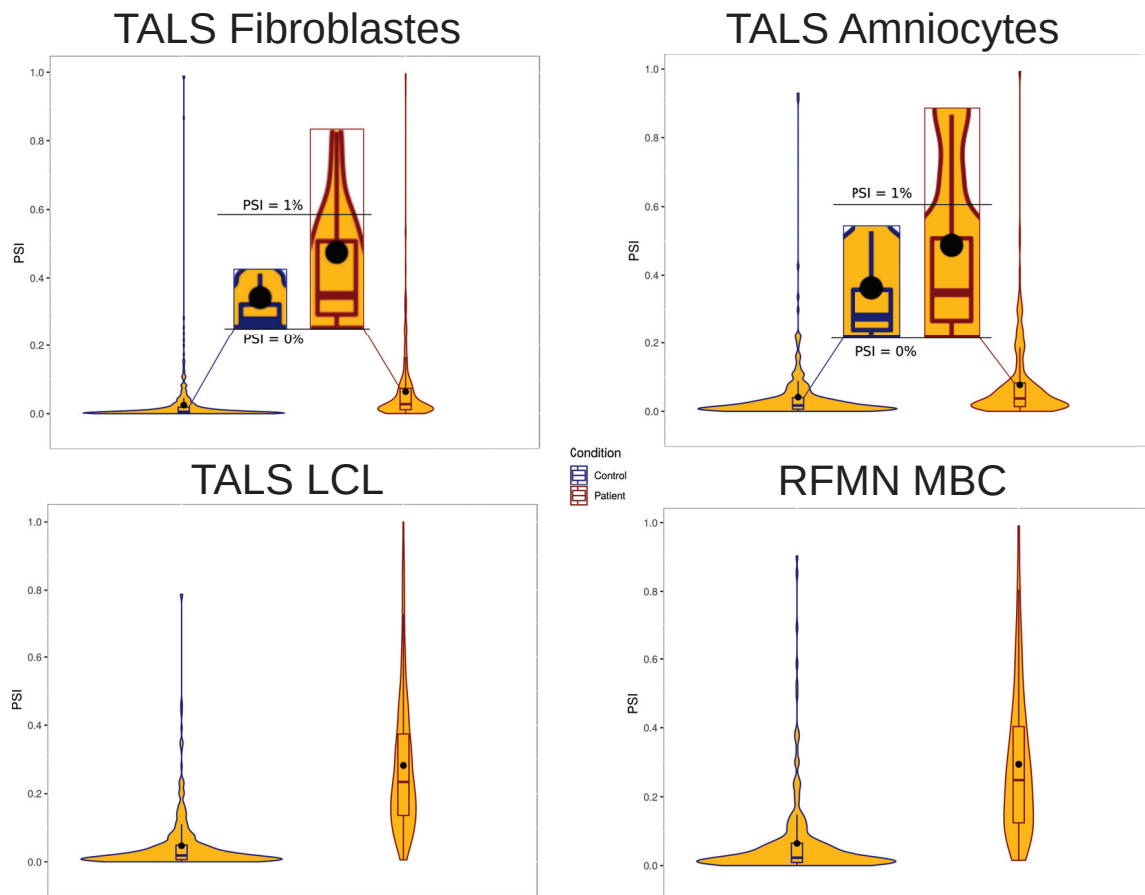 TALS Fibroblastes
TALS Amniocytes
1.0
0.8
0.6
0.4
0.2
0.0
PSI
PSI = 1%
PSI = 0%
1.0
0.8
0.6
0.4
0.2
0.0
PSI
PSI = 1%
PSI = 0%
Condition
Control
Patient
TALS LCL
RFMN MBC
1.0
0.8
0.6
0.4
0.2
0.0
PSI
1.0
0.8
0.6
0.4
0.2
0.0
PSI